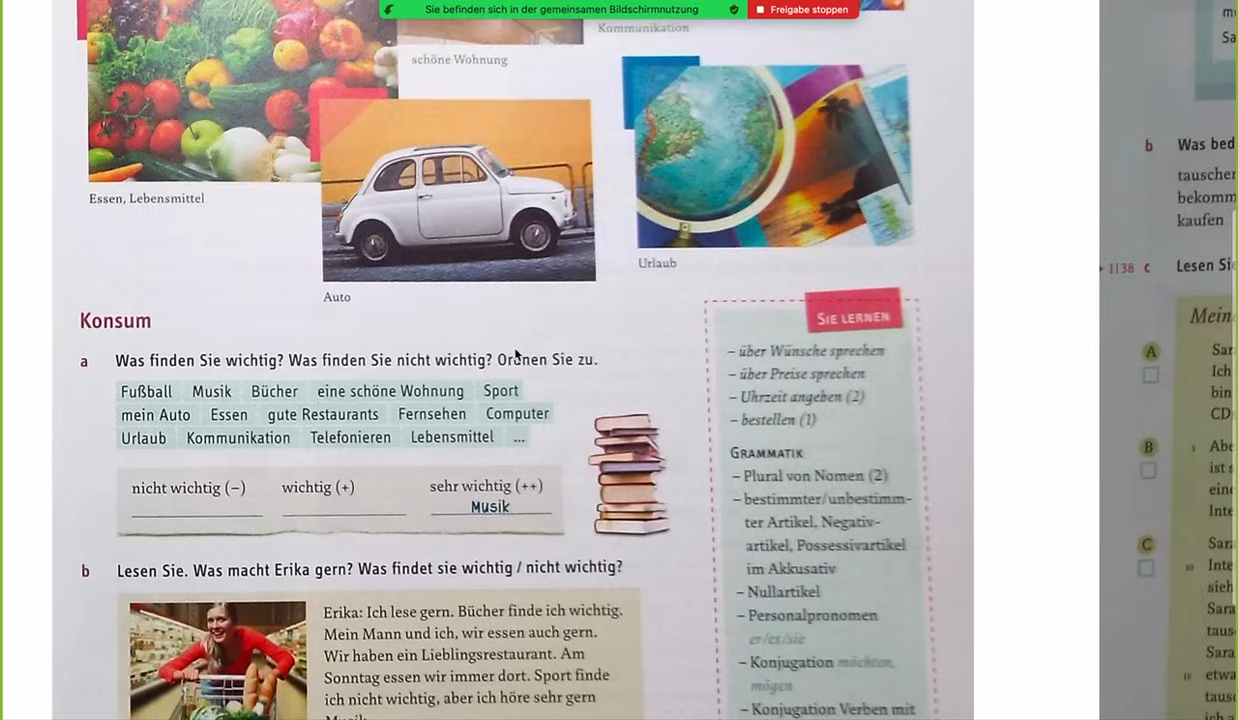 Sie befinden sich in der gemeinsamen Bildschirmnutzung
Freigabe stoppen
Kommunikation
schöne Wohnung
Essen, Lebensmittel
Urlaub
Auto
Konsum
a Was finden Sie wichtig? Was finden Sie nicht wichtig? Ordnen Sie zu.
Fußball Musik Bücher eine schöne Wohnung Sport
mein Auto Essen gute Restaurants Fernsehen Computer
Urlaub Kommunikation Telefonieren Lebensmittel ...
nicht wichtig (–) wichtig (+) sehr wichtig (++)
Musik
b Lesen Sie. Was macht Erika gern? Was findet sie wichtig / nicht wichtig?
Erika: Ich lese gern. Bücher finde ich wichtig.
Mein Mann und ich, wir essen auch gern.
Wir haben ein Lieblingsrestaurant. Am
Sonntag essen wir immer dort. Sport finde
ich nicht wichtig, aber ich höre sehr gern
SIE LERNEN
– über Wünsche sprechen
– über Preise sprechen
– Uhrzeit angeben (2)
– bestellen (1)
GRAMMATIK
– Plural von Nomen (2)
– bestimmter/unbestimm-
ter Artikel, Negativ-
artikel, Possessivartikel
im Akkusativ
– Nullartikel
– Personalpronomen
er/es/sie
– Konjugation möchten,
mögen
– Konjugation Verben mit
b Was bed
tauscher
bekomm
kaufen
1|38 c Lesen Sie
Mein
A Sar
Ich
bin
CD
B Abe
ist s
eine
Inte
C Sara
10 Inte
sieh
Sara
taus
Sara
etwa
taus